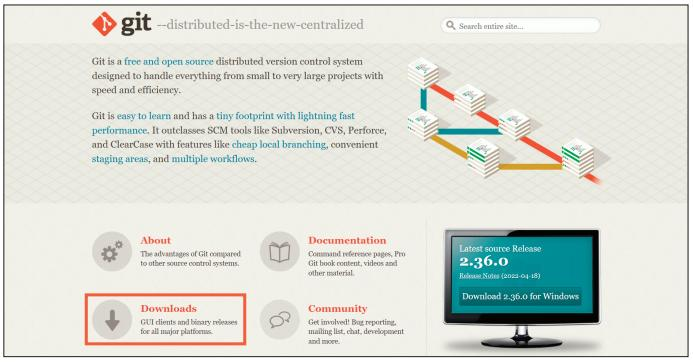 git --distributed-is-the-new-centralized
Search entire site...
Git is a free and open source distributed version control system
designed to handle everything from small to very large projects with
speed and efficiency.
Git is easy to learn and has a tiny footprint with lightning fast
performance. It outclasses SCM tools like Subversion, CVS, Perforce,
and ClearCase with features like cheap local branching, convenient
staging areas, and multiple workflows.
About
The advantages of Git compared
to other source control systems.
Documentation
Command reference pages, Pro
Git book content, videos and
other material.
Downloads
GUI clients and binary releases
for all major platforms.
Community
Get involved! Bug reporting,
mailing list, chat, development
and more.
Latest source Release
2.36.0
Release Notes (2022-04-18)
Download 2.36.0 for Windows